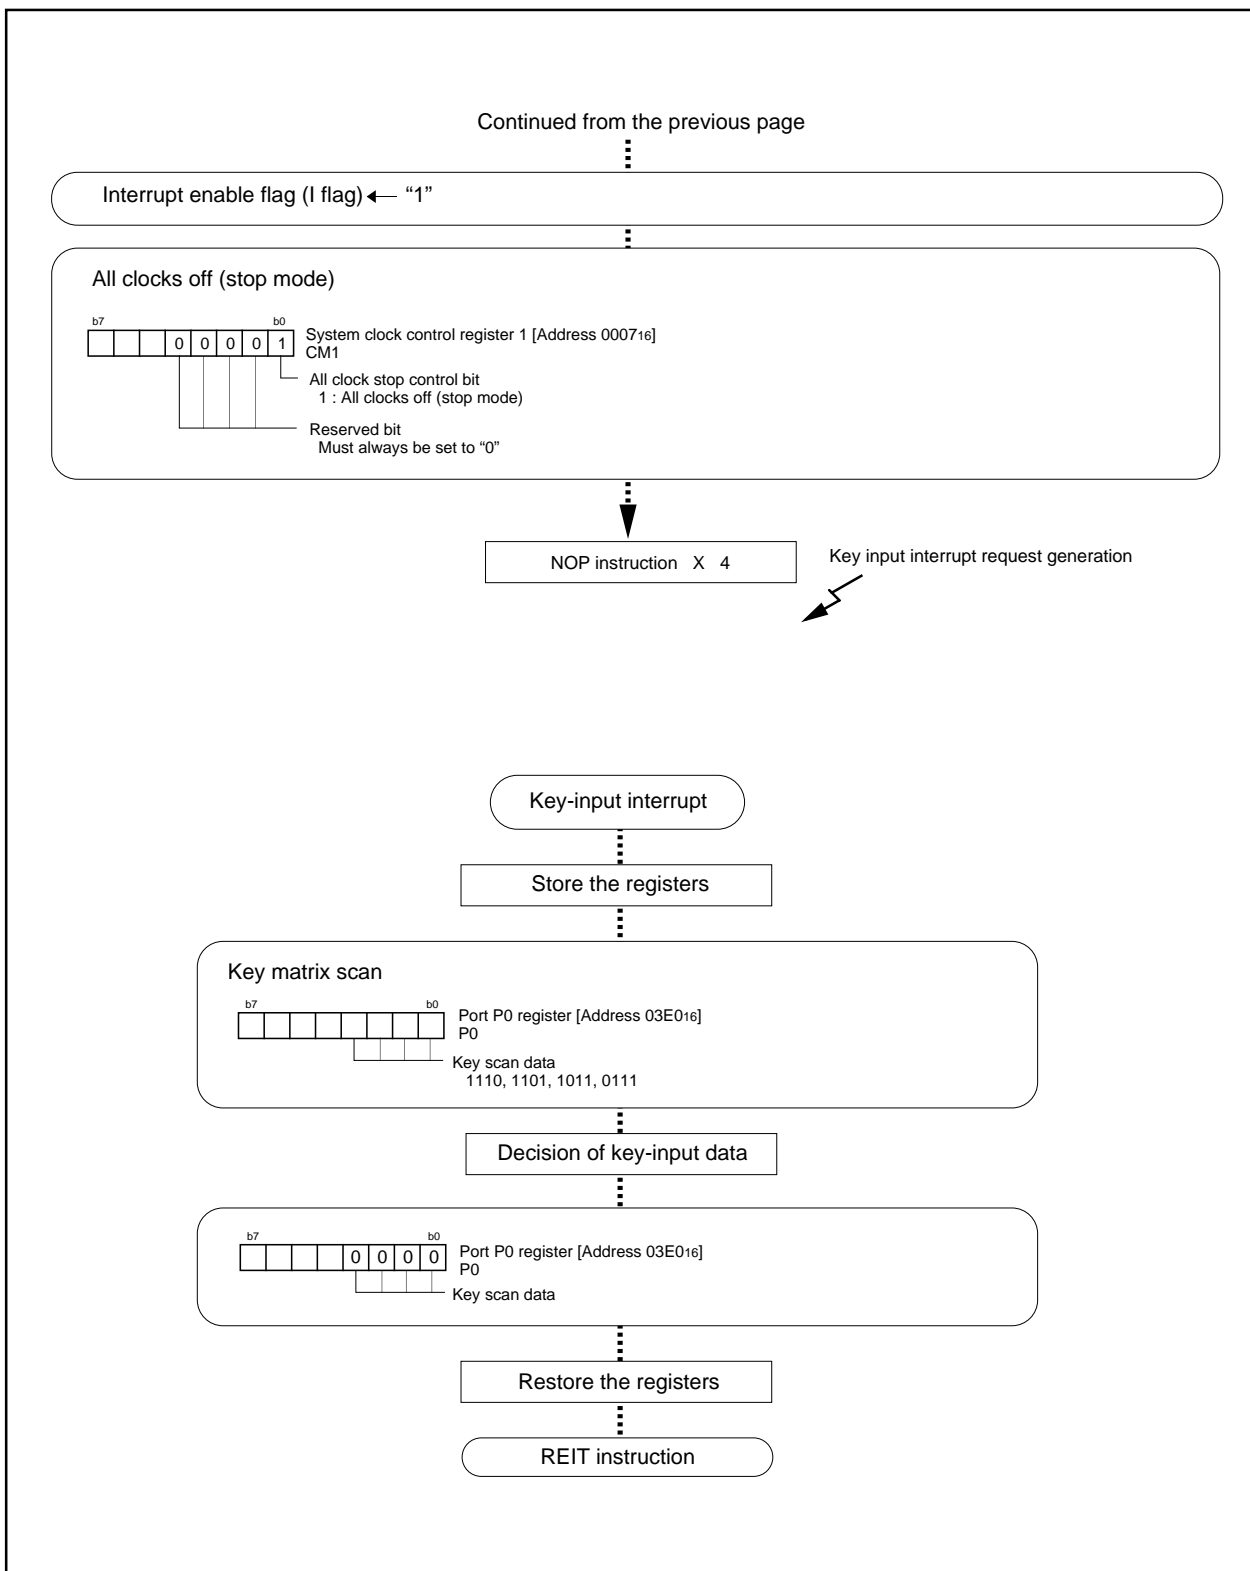 Continued from the previous page
Interrupt enable flag (I flag) ← “1”
All clocks off (stop mode)
b7 b0
0 0 0 0 1
System clock control register 1 [Address 000716]
CM1
All clock stop control bit
1 : All clocks off (stop mode)
Reserved bit
Must always be set to “0”
NOP instruction X 4
Key input interrupt request generation
Key-input interrupt
Store the registers
Key matrix scan
b7 b0
Port P0 register [Address 03E016]
P0
Key scan data
1110, 1101, 1011, 0111
Decision of key-input data
b7 b0
0 0 0 0
Port P0 register [Address 03E016]
P0
Key scan data
Restore the registers
REIT instruction